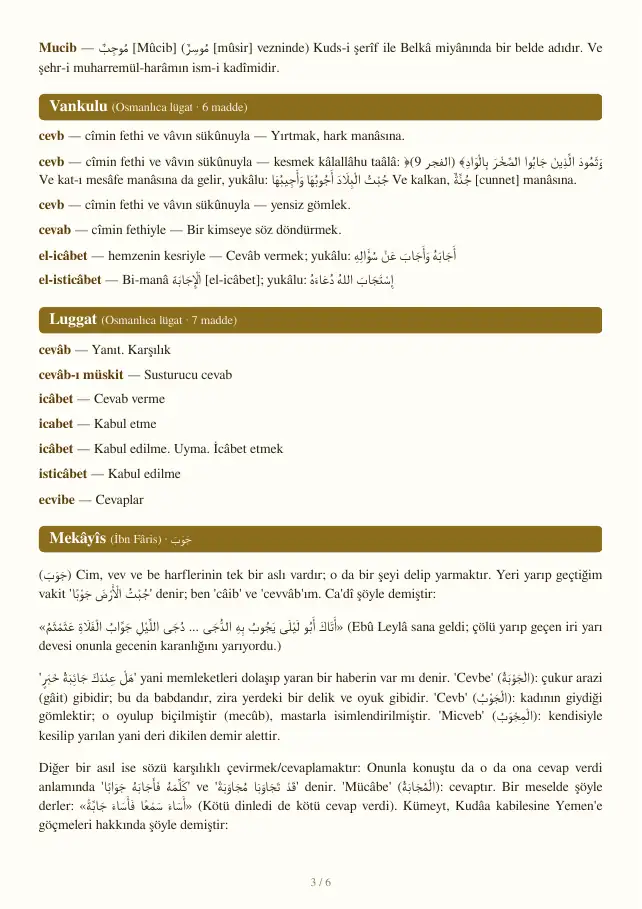 Mucib — مُوجِبٌ [Mûcib] (مُوسِرٌ [mûsir] vezninde) Kuds-i şerîf ile Belkâ miyânında bir belde adıdır. Ve
şehr-i muharremül-harâmın ism-i kadîmidir.
Vankulu (Osmanlıca lügat · 6 madde)
cevb — cîmin fethi ve vâvın sükûnuyla — Yırtmak, hark manâsına.
cevb — cîmin fethi ve vâvın sükûnuyla — kesmek kâlallâhu taâlâ: ﴿وَثَمُودَ الَّذِينَ جَابُوا الصَّخْرَ بِالْوَادِ﴾ (الفجر 9)
Ve kat-ı mesâfe manâsına da gelir, yukâlu: جُبْتُ الْبِلَادَ أَجُوبُهَا وَأَجِيبُهَا Ve kalkan, جُنَّةٌ [cunnet] manâsına.
cevb — cîmin fethi ve vâvın sükûnuyla — yensiz gömlek.
cevab — cîmin fethiyle — Bir kimseye söz döndürmek.
el-icâbet — hemzenin kesriyle — Cevâb vermek; yukâlu: أَجَابَهُ وَأَجَابَ عَنْ سُؤَالِهِ
el-isticâbet — Bi-manâ اَلْإِجَابَة [el-icâbet]; yukâlu: إِسْتَجَابَ اللهُ دُعَاءَهُ
Luggat (Osmanlıca lügat · 7 madde)
cevâb — Yanıt. Karşılık
cevâb-ı müskit — Susturucu cevab
icâbet — Cevab verme
icabet — Kabul etme
icâbet — Kabul edilme. Uyma. İcâbet etmek
isticâbet — Kabul edilme
ecvibe — Cevaplar
Mekâyîs (İbn Fâris) · جَوَبَ
(جَوَبَ) Cim, vev ve be harflerinin tek bir aslı vardır; o da bir şeyi delip yarmaktır. Yeri yarıp geçtiğim
vakit 'جُبْتُ الْأَرْضَ جَوْبًا' denir; ben 'câib' ve 'cevvâb'ım. Ca'dî şöyle demiştir:
«أَتَاكَ أَبُو لَيْلَى يَجُوبُ بِهِ الدُّجَى ... دُجَى اللَّيْلِ جَوَّابُ الْفَلَاةِ عَثَمْثَمُ» (Ebû Leylâ sana geldi; çölü yarıp geçen iri yarı
devesi onunla gecenin karanlığını yarıyordu.)
'هَلْ عِنْدَكَ جَائِبَةُ خَبَرٍ' yani memleketleri dolaşıp yaran bir haberin var mı denir. 'Cevbe' (الْجَوْبَةُ): çukur arazi
(gâit) gibidir; bu da babdandır, zira yerdeki bir delik ve oyuk gibidir. 'Cevb' (الْجَوْبُ): kadının giydiği
gömlektir; o oyulup biçilmiştir (mecûb), mastarla isimlendirilmiştir. 'Micveb' (الْمِجْوَبُ): kendisiyle
kesilip yarılan yani deri dikilen demir alettir.
Diğer bir asıl ise sözü karşılıklı çevirmek/cevaplamaktır: Onunla konuştu da o da ona cevap verdi
anlamında 'كَلَّمَهُ فَأَجَابَهُ جَوَابًا' ve 'قَدْ تَجَاوَبَا مُجَاوَبَةً' denir. 'Mücâbe' (الْمُجَابَةُ): cevaptır. Bir meselde şöyle
derler: «أَسَاءَ سَمْعًا فَأَسَاءَ جَابَةً» (Kötü dinledi de kötü cevap verdi). Kümeyt, Kudâa kabilesine Yemen'e
göçmeleri hakkında şöyle demiştir:
3 / 6